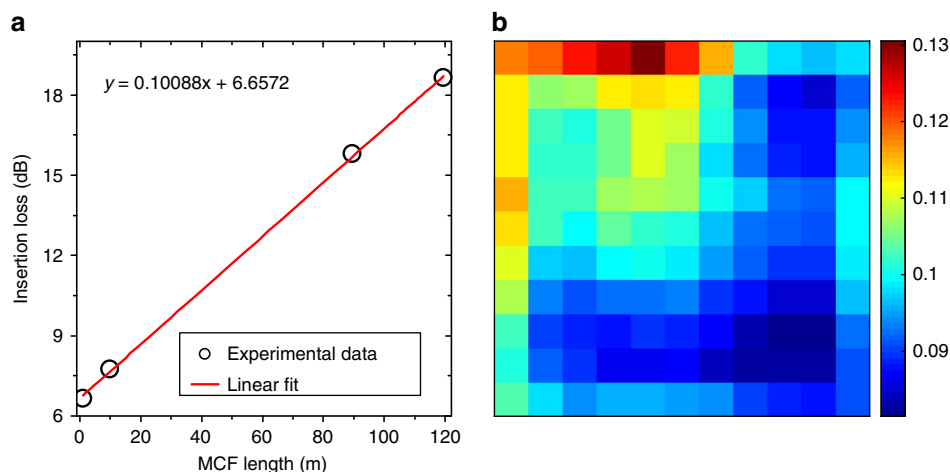 a
b
y = 0.10088x + 6.6572
Insertion loss (dB)
18
15
12
9
6
Experimental data
Linear fit
0 20 40 60 80 100 120
MCF length (m)
0.13
0.12
0.11
0.10
0.09